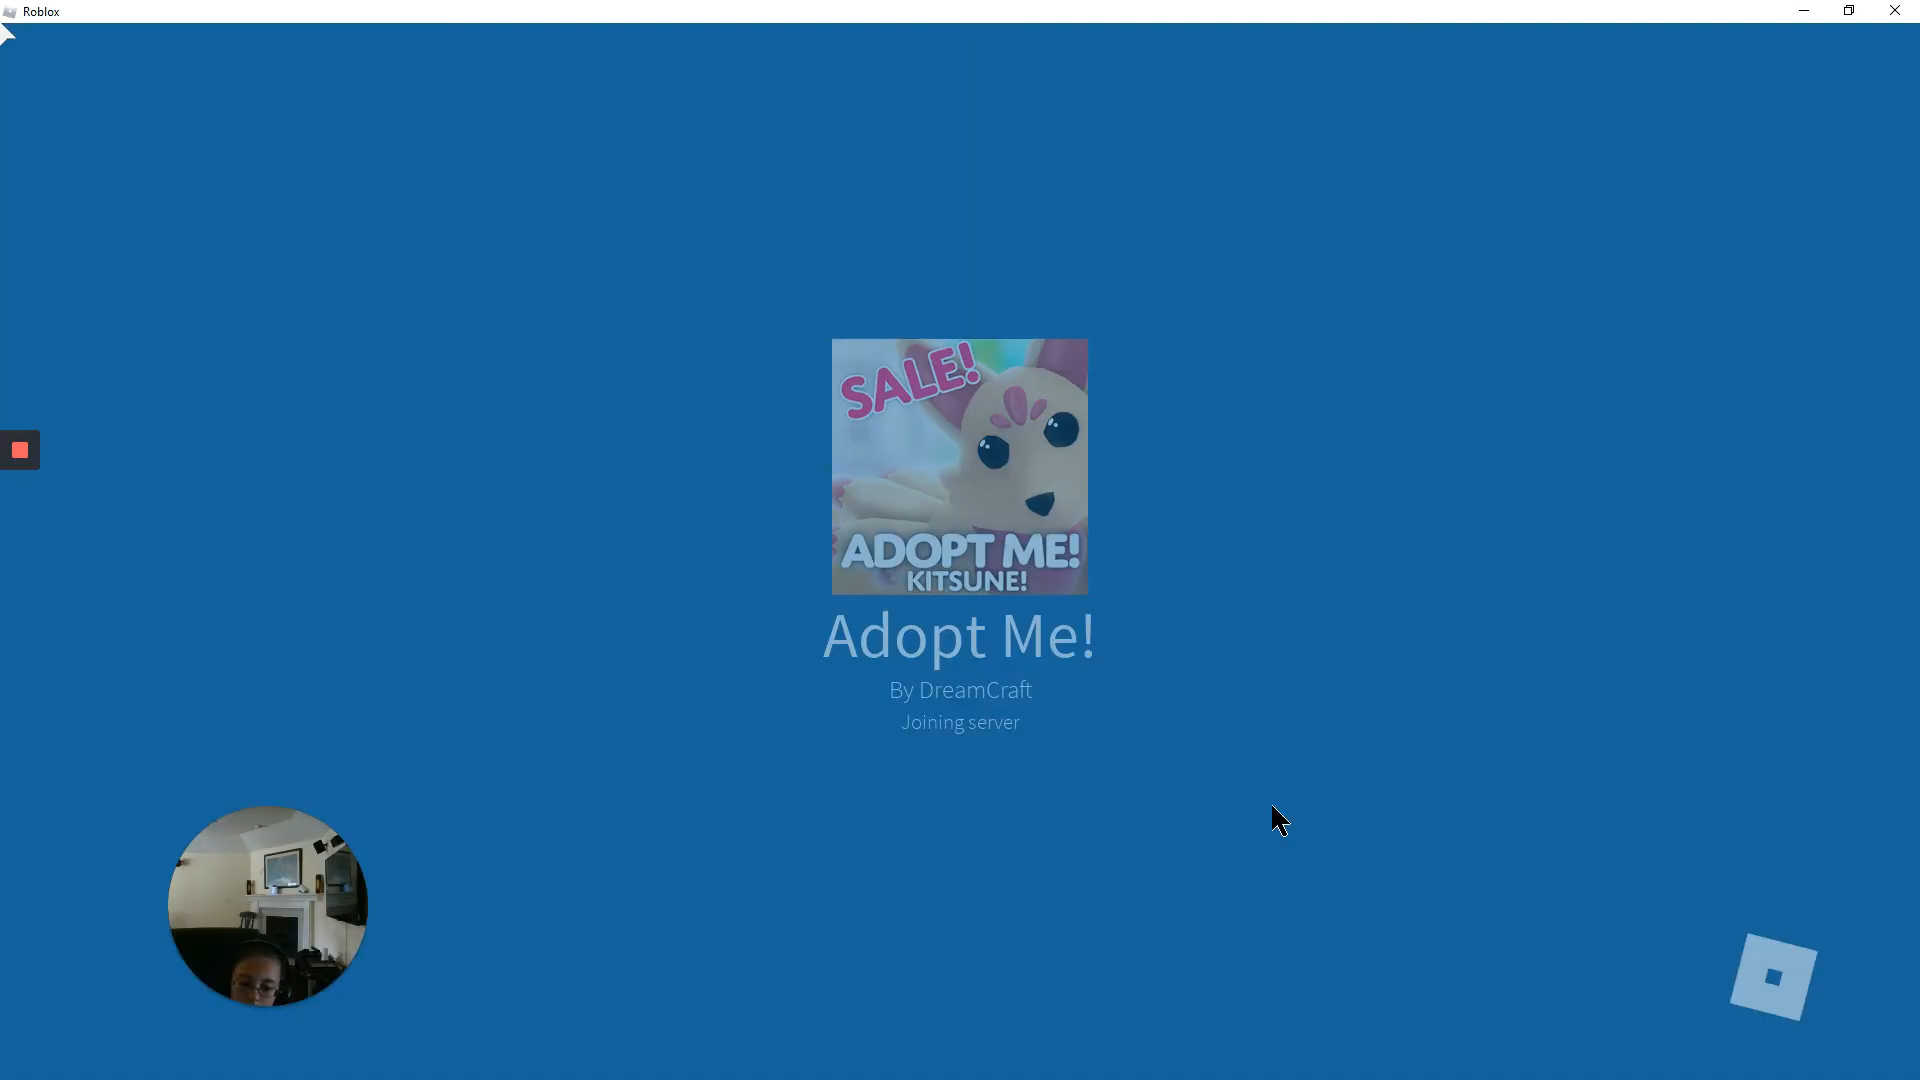 Roblox
SALE!
ADOPT ME!
KITSUNE!
Adopt Me!
By DreamCraft
Joining server